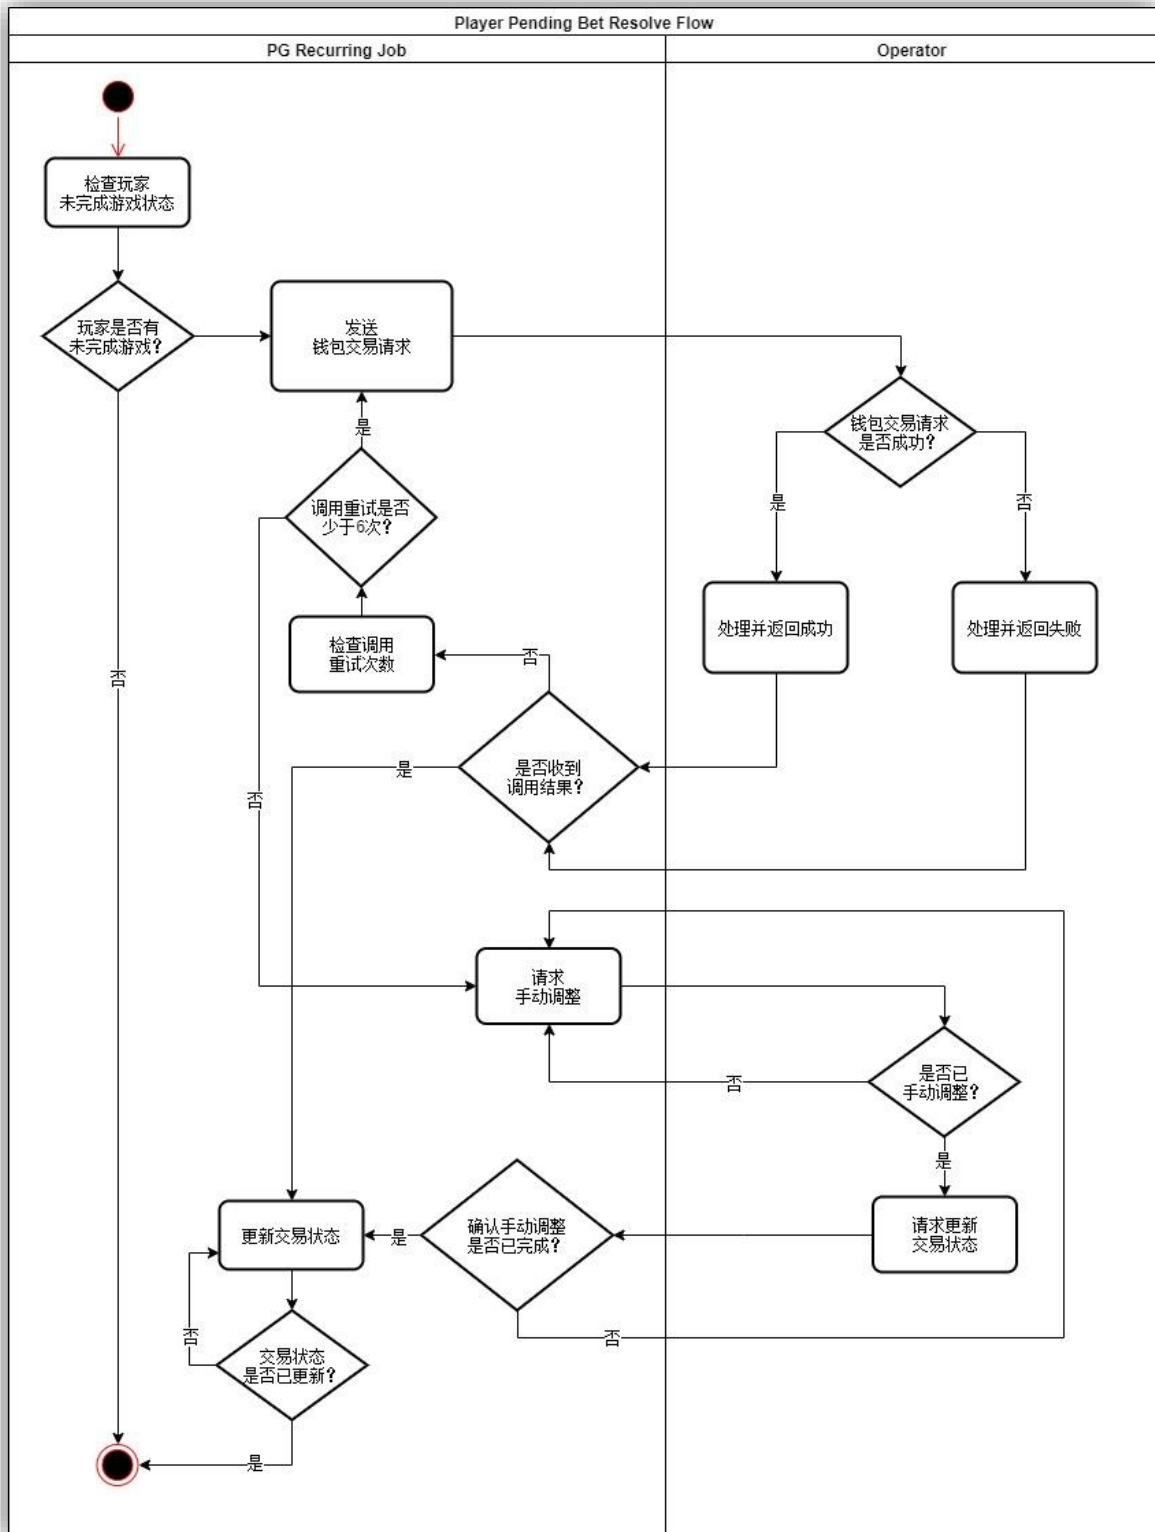 Player Pending Bet Resolve Flow
PG Recurring Job
Operator
检查玩家
未完成游戏状态
玩家是否有
未完成游戏?
发送
钱包交易请求
钱包交易请求
是否成功?
是
调用重试是否
少于6次?
是
否
检查调用
重试次数
处理并返回成功
处理并返回失败
否
否
是否收到
调用结果?
是
否
请求
手动调整
是否已
手动调整?
否
是
更新交易状态
是
确认手动调整
是否已完成?
请求更新
交易状态
否
否
交易状态
是否已更新?
是